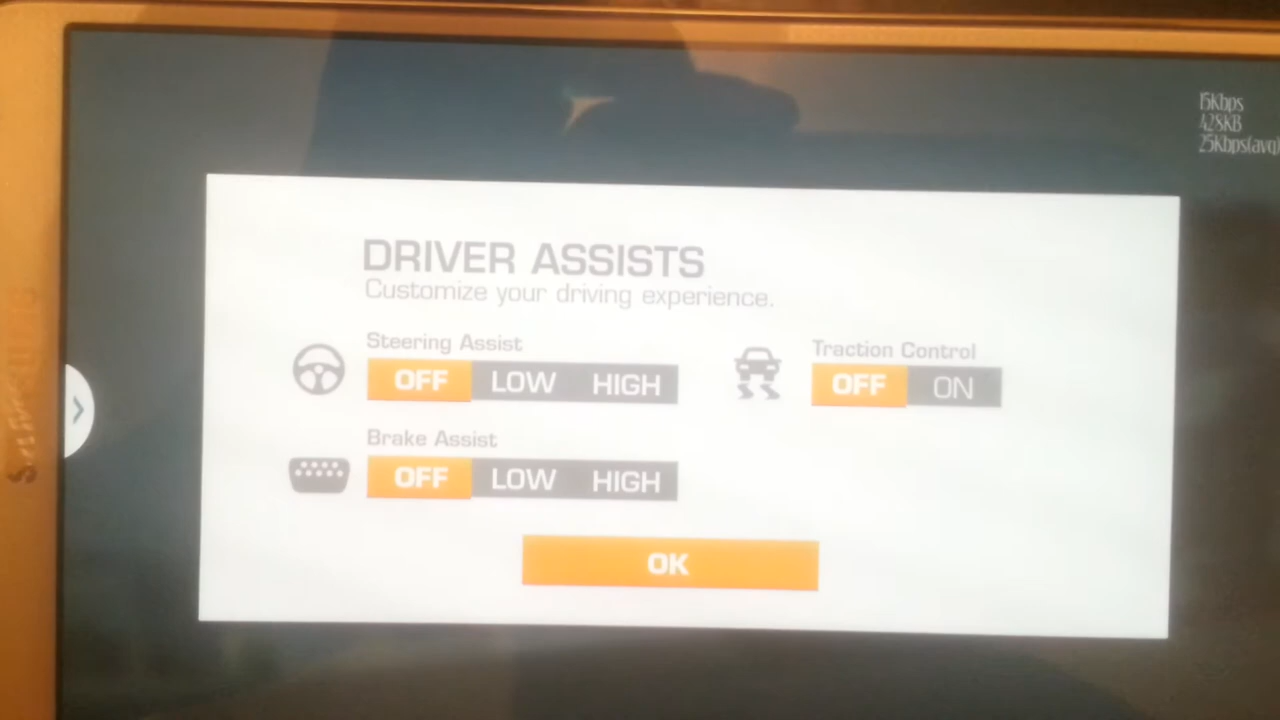 15Kbps
428KB
25Kbps(avg)
DRIVER ASSISTS
Customize your driving experience.
Steering Assist
OFF LOW HIGH
Traction Control
OFF ON
Brake Assist
OFF LOW HIGH
OK
SAMSUNG